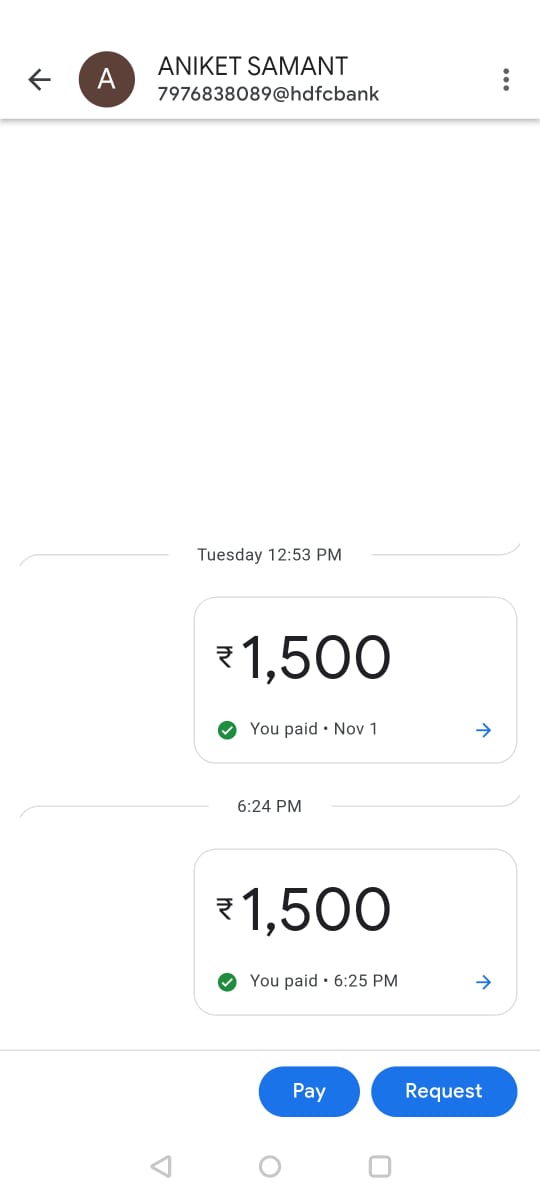 A
ANIKET SAMANT
7976838089@hdfcbank
Tuesday 12:53 PM
₹1,500
You paid • Nov 1
6:24 PM
₹1,500
You paid • 6:25 PM
Pay
Request